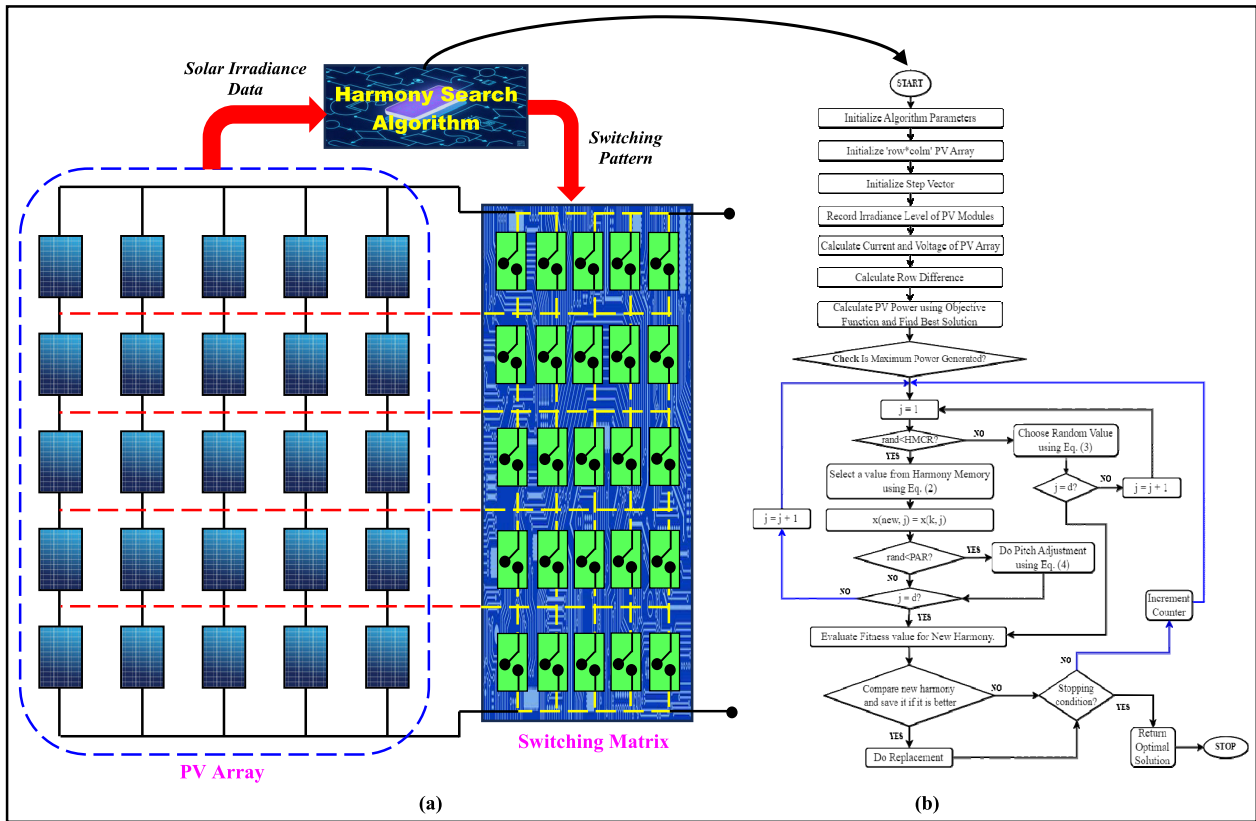 Solar Irradiance
Data
Harmony Search
Algorithm
Switching
Pattern
PV Array
Switching Matrix
(a)
START
Initialize Algorithm Parameters
Initialize 'row*colm' PV Array
Initialize Step Vector
Record Irradiance Level of PV Modules
Calculate Current and Voltage of PV Array
Calculate Row Difference
Calculate PV Power using Objective
Function and Find Best Solution
Check Is Maximum Power Generated?
j = 1
rand<HMCR?
NO
Choose Random Value
using Eq. (3)
YES
Select a value from Harmony Memory
using Eq. (2)
j = d?
NO
j = j + 1
j = j + 1
x(new, j) = x(k, j)
rand<PAR?
YES
Do Pitch Adjustment
using Eq. (4)
NO
j = d?
NO
YES
Increment
Counter
Evaluate Fitness value for New Harmony.
NO
Compare new harmony
and save it if it is better
NO
Stopping
condition?
YES
YES
Do Replacement
Return
Optimal
Solution
STOP
(b)